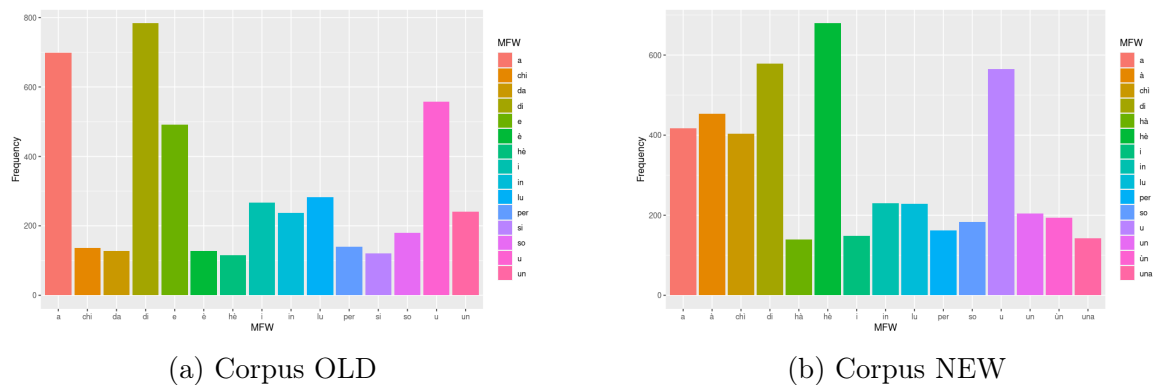 800
600
400
200
0
Frequency
a chi da di e è hè i in lu per si so u un
MFW
MFW
a
chi
da
di
e
è
hè
i
in
lu
per
si
so
u
un
(a) Corpus OLD
600
400
200
0
Frequency
a à chì di hà hè i in lu per so u un ùn una
MFW
MFW
a
à
chì
di
hà
hè
i
in
lu
per
so
u
un
ùn
una
(b) Corpus NEW